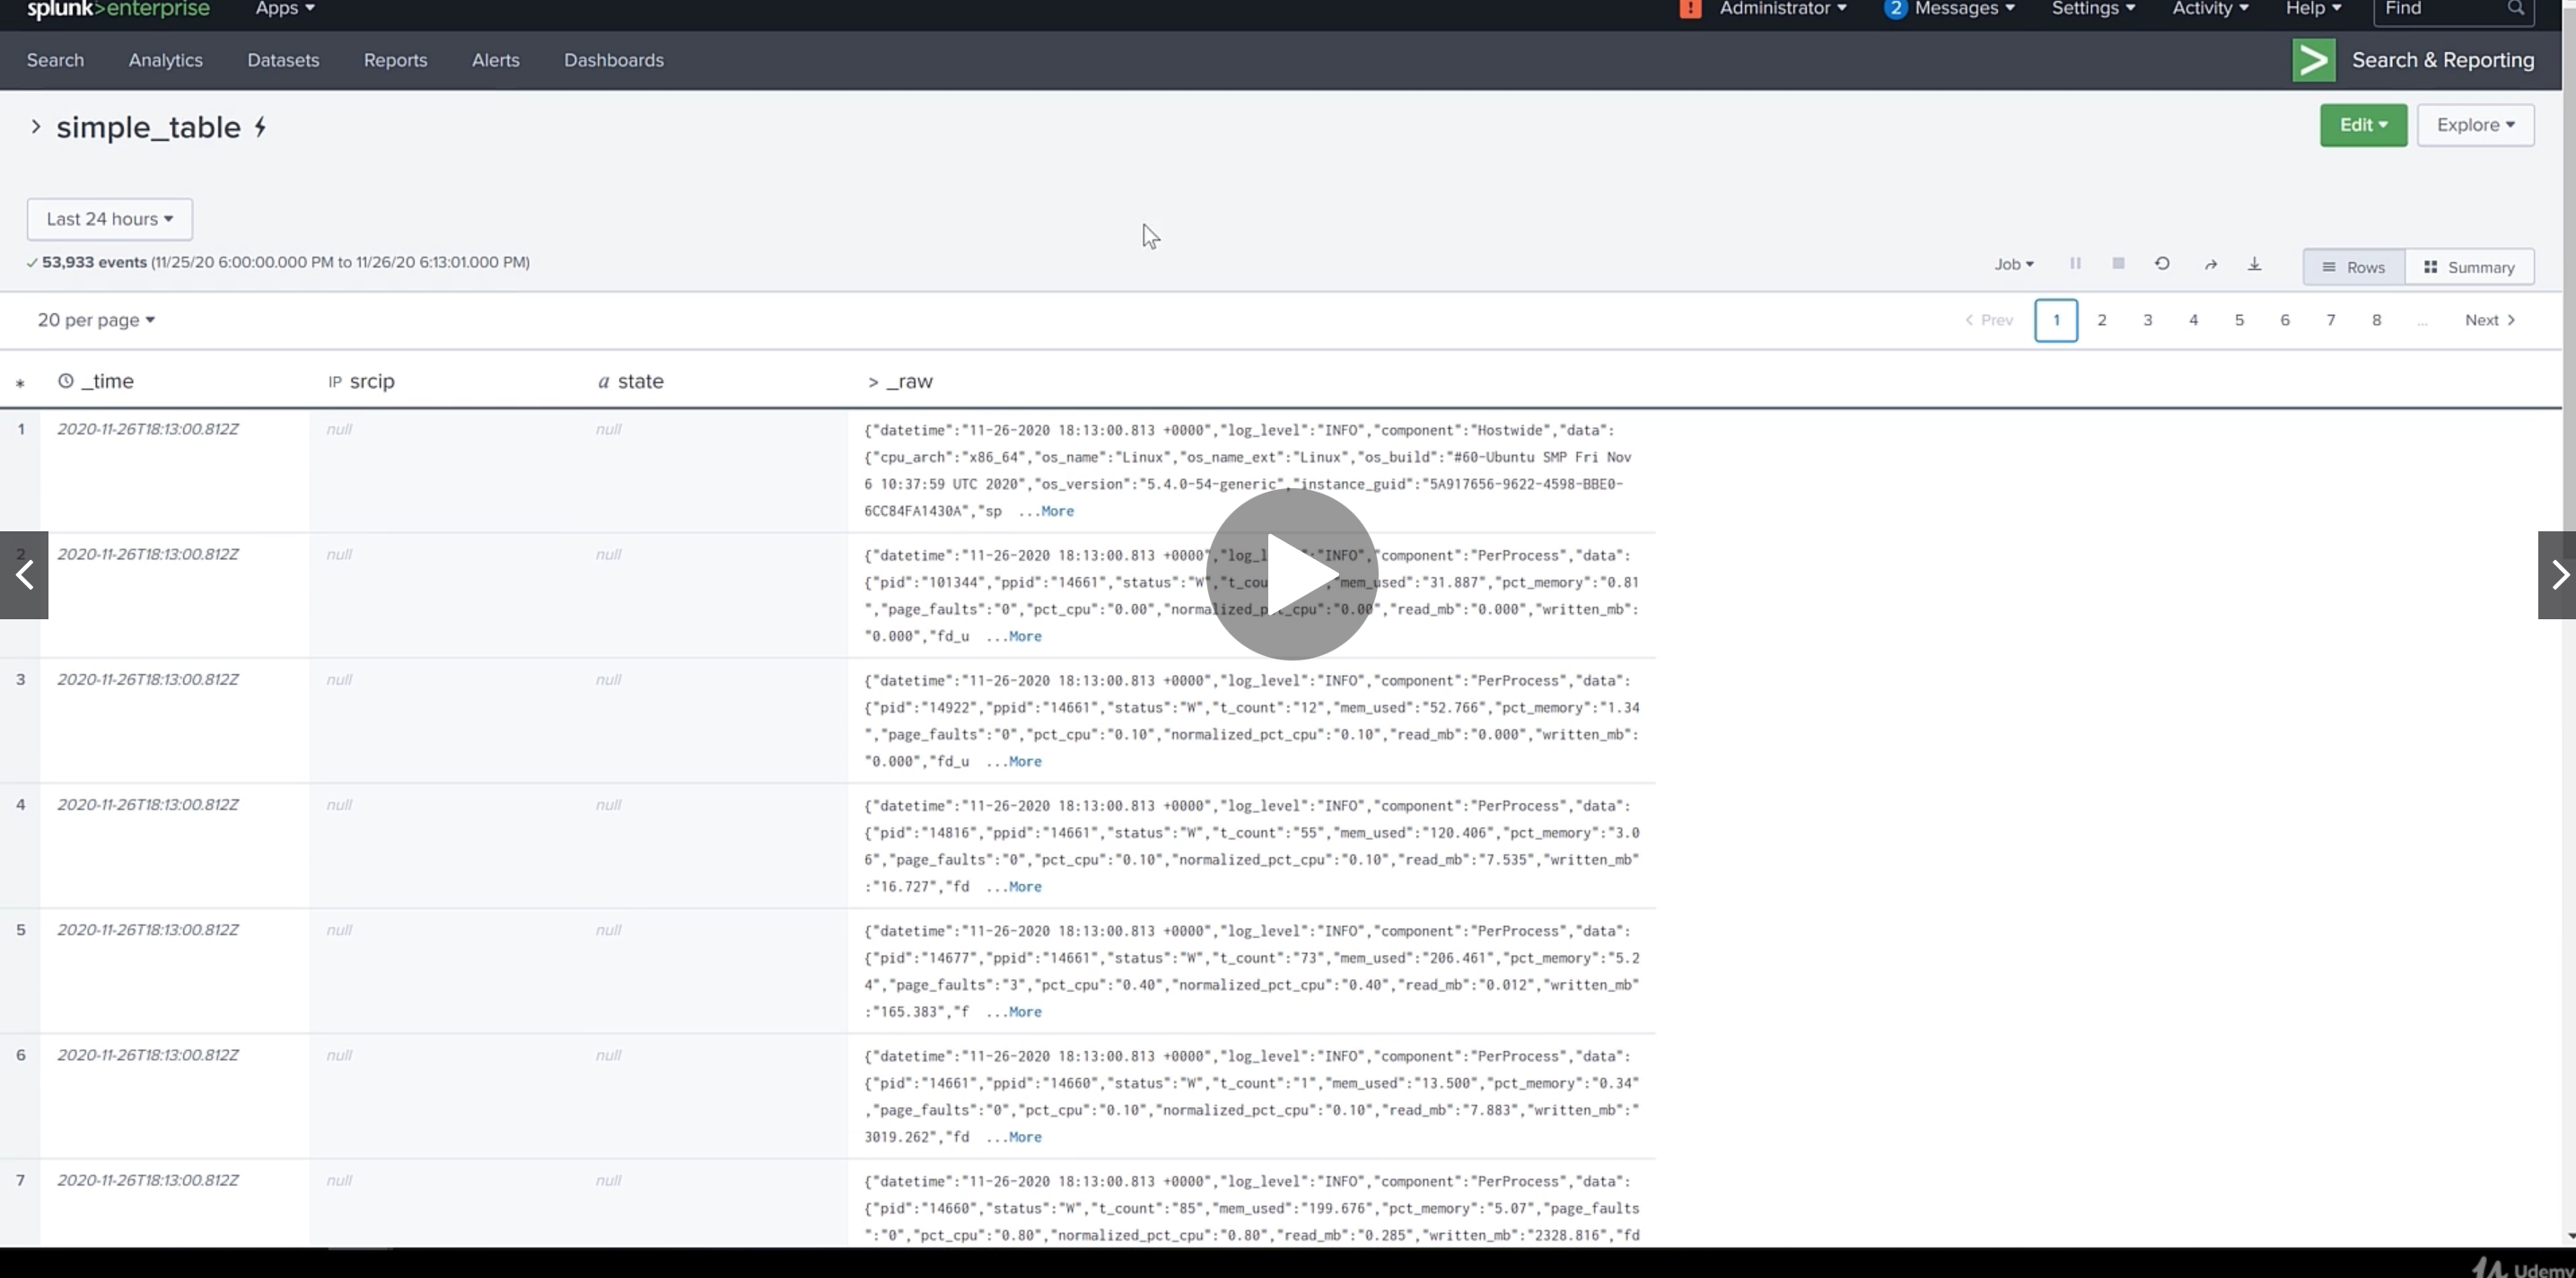 splunk>enterprise Apps Administrator 2 Messages Settings Activity Help Find
Search Analytics Datasets Reports Alerts Dashboards Search & Reporting
simple_table Edit Explore
Last 24 hours
53,933 events (11/25/20 6:00:00.000 PM to 11/26/20 6:13:01.000 PM) Job Rows Summary
20 per page < Prev 1 2 3 4 5 6 7 8 ... Next >
* _time IP srcip a state > _raw
1 2020-11-26T18:13:00.812Z null null {"datetime":"11-26-2020 18:13:00.813 +0000","log_level":"INFO","component":"Hostwide","data":
{"cpu_arch":"x86_64","os_name":"Linux","os_name_ext":"Linux","os_build":"#60-Ubuntu SMP Fri Nov
6 10:37:59 UTC 2020","os_version":"5.4.0-54-generic","instance_guid":"5A917656-9622-4598-BBE0-
6CC84FA1430A","sp ...More
2 2020-11-26T18:13:00.812Z null null {"datetime":"11-26-2020 18:13:00.813 +0000","INFO","component":"PerProcess","data":
{"pid":"101344","ppid":"14661","status":"W","mem_used":"31.887","pct_memory":"0.81
","page_faults":"0","pct_cpu":"0.00","normalized_pct_cpu":"0.00","read_mb":"0.000","written_mb":
"0.000","fd_u ...More
3 2020-11-26T18:13:00.812Z null null {"datetime":"11-26-2020 18:13:00.813 +0000","log_level":"INFO","component":"PerProcess","data":
{"pid":"14922","ppid":"14661","status":"W","t_count":"12","mem_used":"52.766","pct_memory":"1.34
","page_faults":"0","pct_cpu":"0.10","normalized_pct_cpu":"0.10","read_mb":"0.000","written_mb":
"0.000","fd_u ...More
4 2020-11-26T18:13:00.812Z null null {"datetime":"11-26-2020 18:13:00.813 +0000","log_level":"INFO","component":"PerProcess","data":
{"pid":"14816","ppid":"14661","status":"W","t_count":"55","mem_used":"120.406","pct_memory":"3.0
6","page_faults":"0","pct_cpu":"0.10","normalized_pct_cpu":"0.10","read_mb":"7.535","written_mb"
:"16.727","fd ...More
5 2020-11-26T18:13:00.812Z null null {"datetime":"11-26-2020 18:13:00.813 +0000","log_level":"INFO","component":"PerProcess","data":
{"pid":"14677","ppid":"14661","status":"W","t_count":"73","mem_used":"206.461","pct_memory":"5.2
4","page_faults":"3","pct_cpu":"0.40","normalized_pct_cpu":"0.40","read_mb":"0.012","written_mb"
:"165.383","f ...More
6 2020-11-26T18:13:00.812Z null null {"datetime":"11-26-2020 18:13:00.813 +0000","log_level":"INFO","component":"PerProcess","data":
{"pid":"14661","ppid":"14660","status":"W","t_count":"1","mem_used":"13.500","pct_memory":"0.34"
,"page_faults":"0","pct_cpu":"0.10","normalized_pct_cpu":"0.10","read_mb":"7.883","written_mb":"
3019.262","fd ...More
7 2020-11-26T18:13:00.812Z null null {"datetime":"11-26-2020 18:13:00.813 +0000","log_level":"INFO","component":"PerProcess","data":
{"pid":"14660","status":"W","t_count":"85","mem_used":"199.676","pct_memory":"5.07","page_faults
":"0","pct_cpu":"0.80","normalized_pct_cpu":"0.80","read_mb":"0.285","written_mb":"2328.816","fd
Udemy